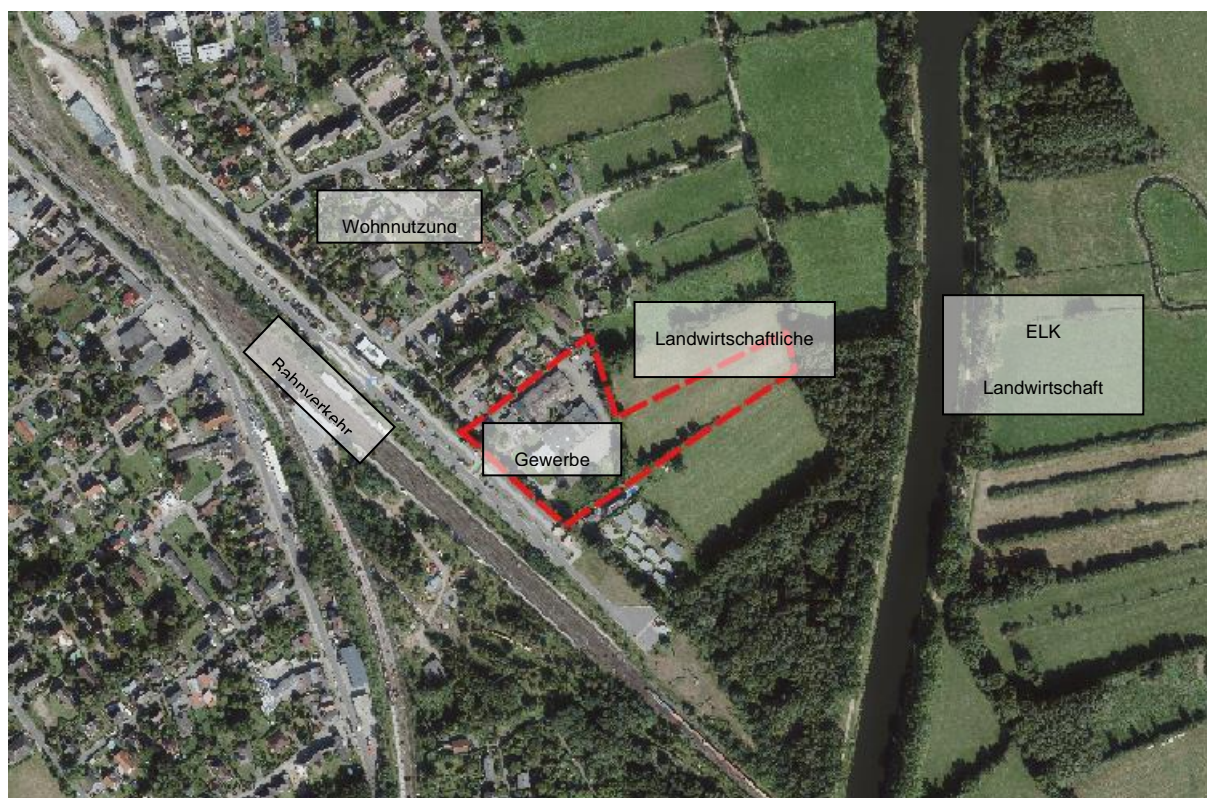 Wohnnutzung
Landwirtschaftliche
ELK
Landwirtschaft
Bahnverkehr
Gewerbe